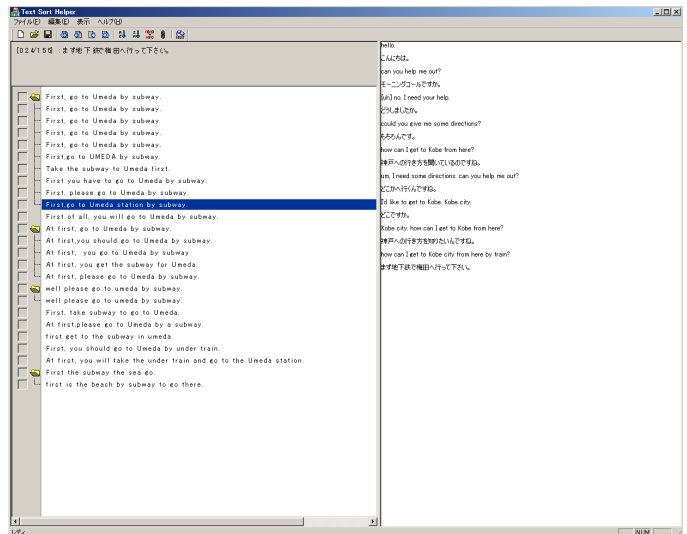 Text Sort Helper
ファイル(F) 編集(E) 表示 ヘルプ(H)
[024/155] : まず地下鉄で梅田へ行って下さい。
First, go to Umeda by subway.
First, go to Umeda by subway.
First, go to Umeda by subway
First, go to Umeda by subway.
First, go to Umeda by subway.
First,go to UMEDA by subway.
Take the subway to Umeda first.
First you have to go to Umeda by subway.
First, please go to Umeda by subway.
First,go to Umeda station by subway.
First of all, you will go to Umeda by subway.
At first, go to Umeda by subway.
At first,you should go to Umeda by subway.
At first, you go to Umeda by subway
At first, you get the subway for Umeda.
At first, please go to Umeda by subway.
well please go to umeda by subway.
well please go to umeda by subway.
First, take subway to go to Umeda.
At first,please go to Umeda by a subway.
first get to the subway in umeda
First, you should go to Umeda by under train.
At first, you will take the under train and go to the Umeda station.
First the subway the sea go.
first is the beach by subway to go there.
hello.
こんにちは。
can you help me out?
モーニングコールですか。
[uh] no. I need your help.
どうしましたか。
could you give me some directions?
もちろんです。
how can I get to Kobe from here?
神戸への行き方を聞いているのですね。
um, I need some directions. can you help me out?
どこかへ行くんですね。
I'd like to get to Kobe. Kobe city.
どこですか。
Kobe city. how can I get to Kobe from here?
神戸への行き方を知りたいんですね。
how can I get to Kobe city from here by train?
まず地下鉄で梅田へ行って下さい。
レディ
NUM